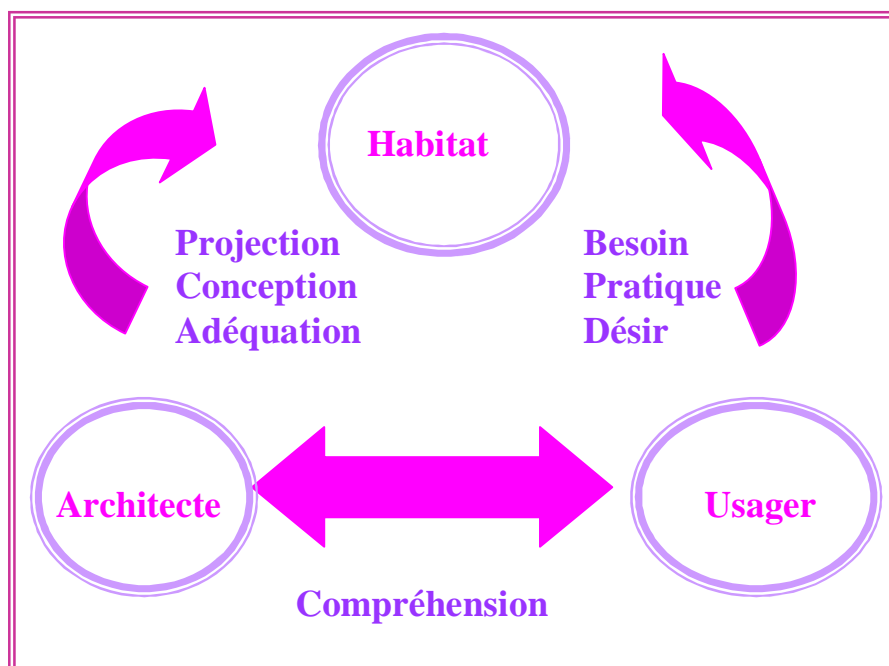 Habitat
Projection
Conception
Adéquation
Besoin
Pratique
Désir
Architecte
Usager
Compréhension